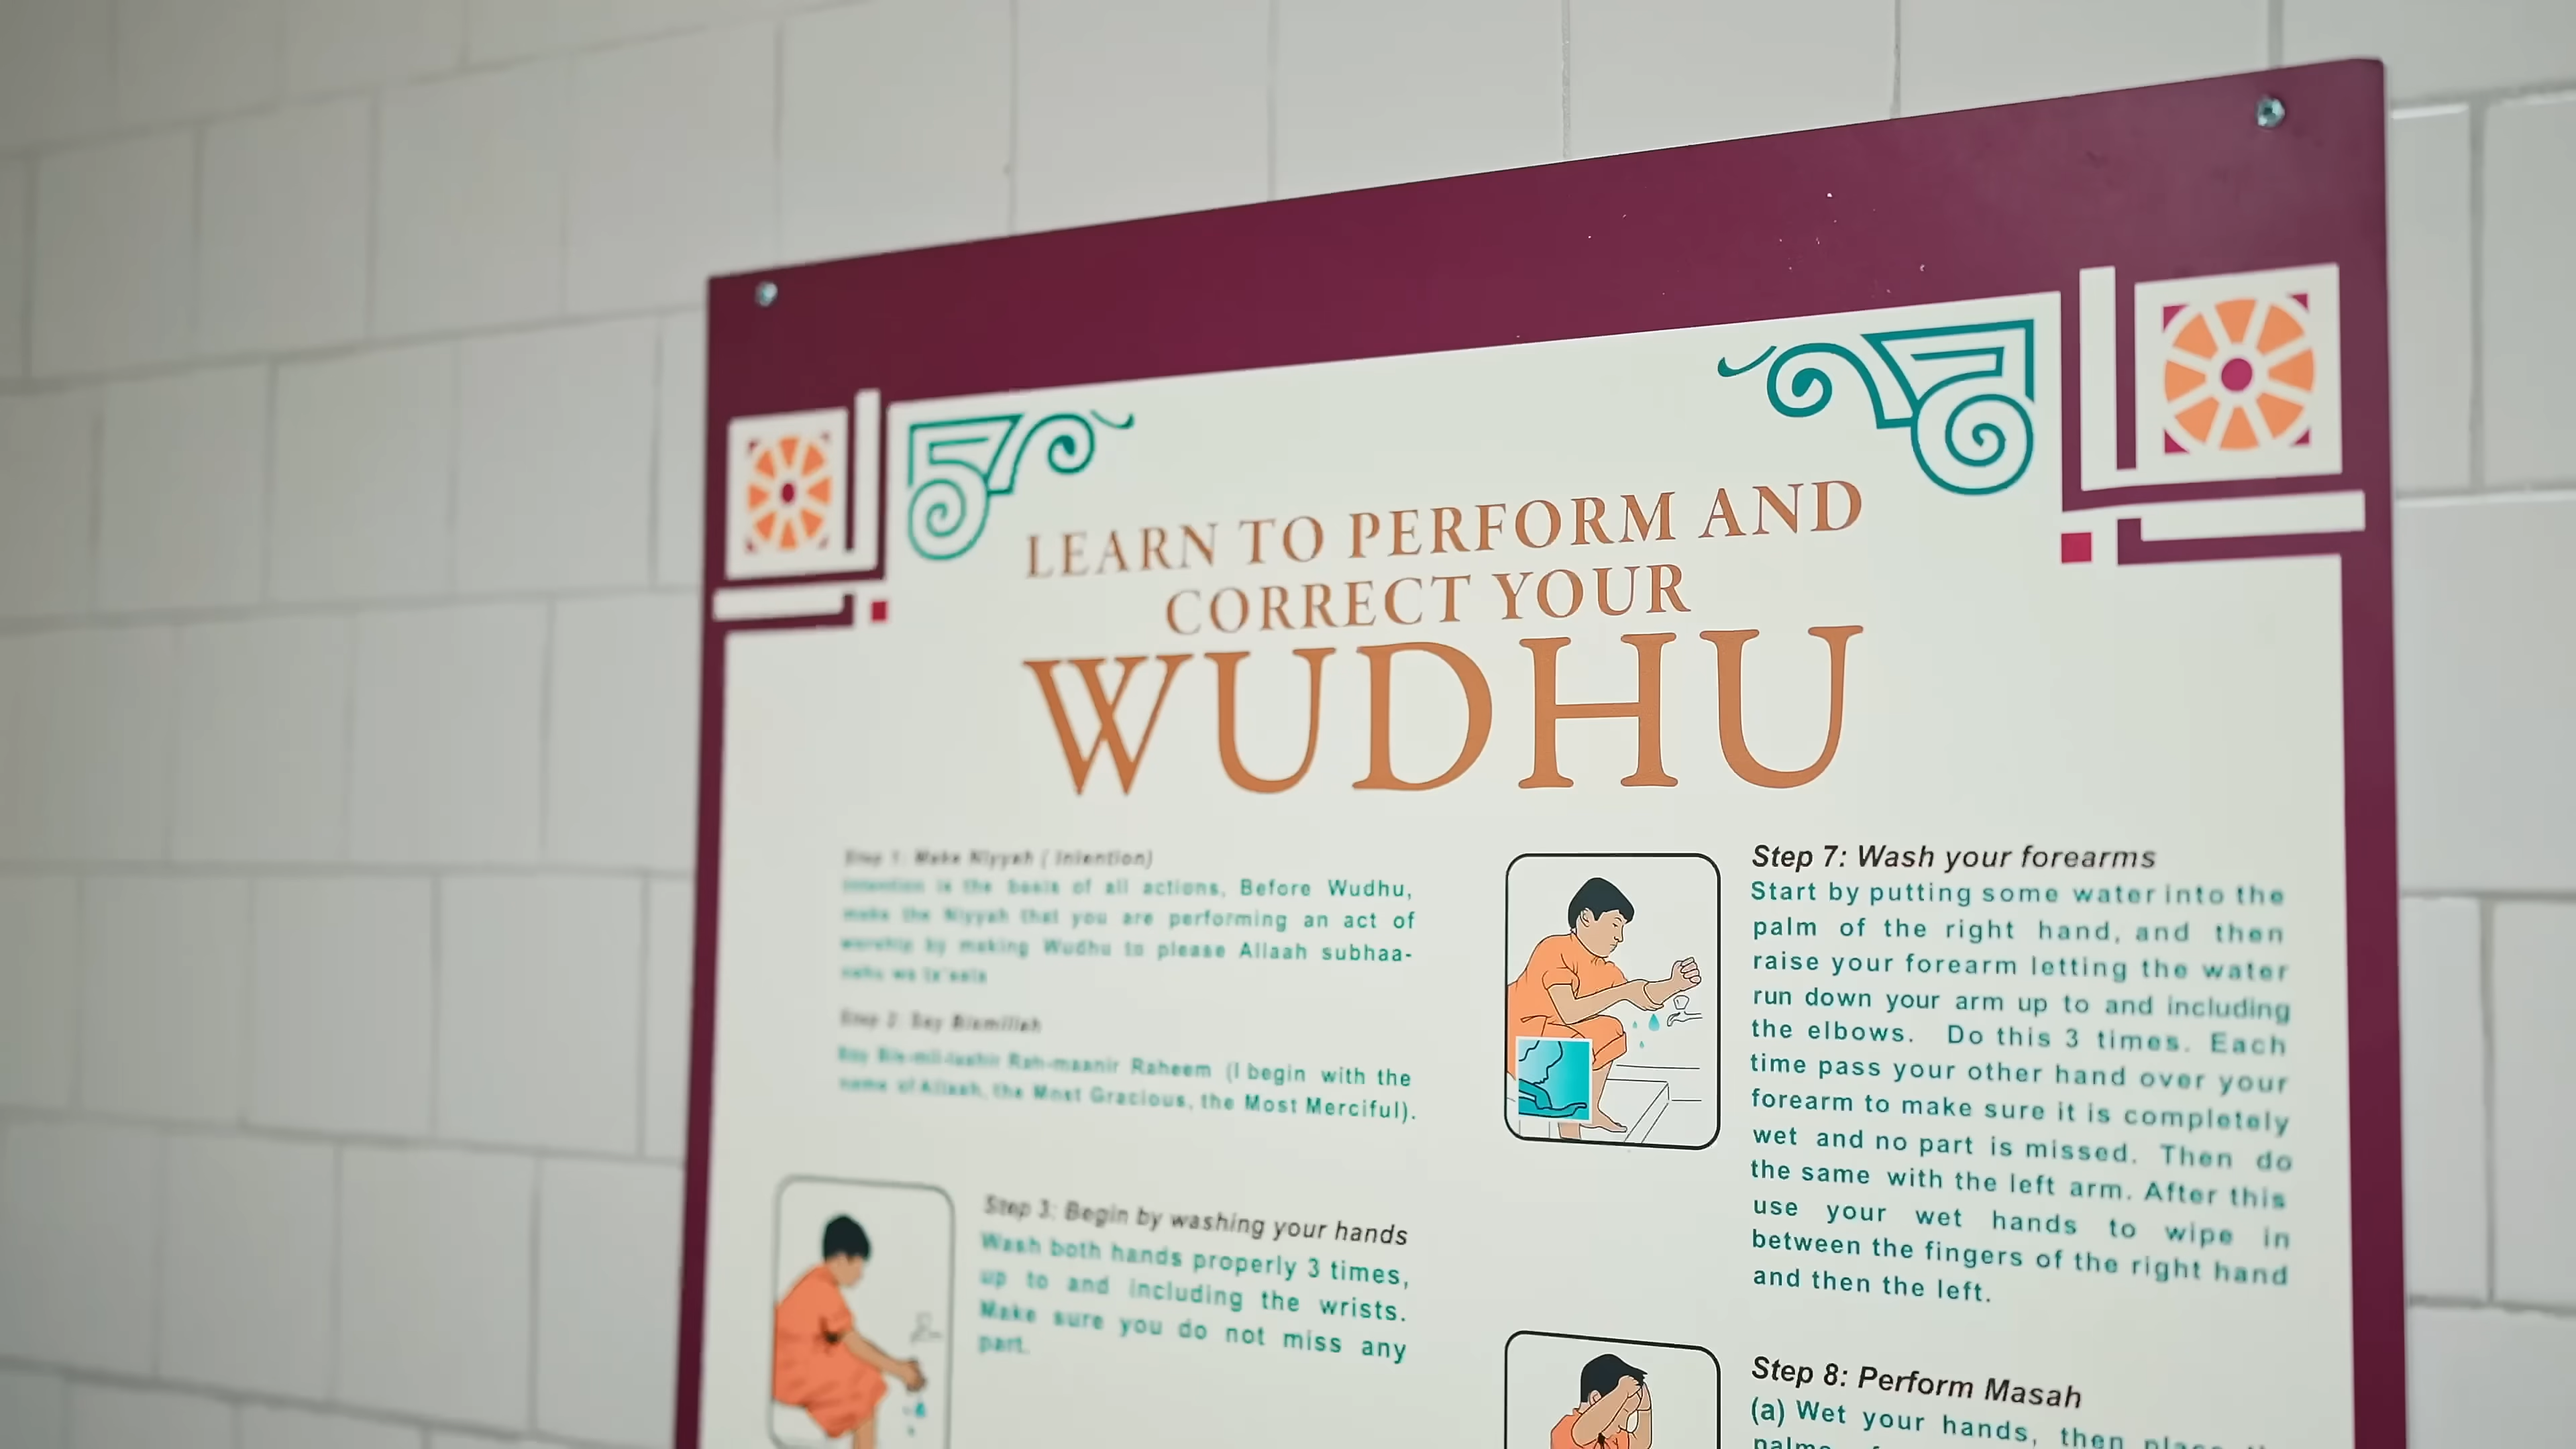 LEARN TO PERFORM AND
CORRECT YOUR
WUDHU
Step 1: Make Niyyah ( Intention)
Intention is the basis of all actions, Before Wudhu,
make the Niyyah that you are performing an act of
worship by making Wudhu to please Allaah subhaa-
nahu wa ta'aala
Step 2: Say Bismillah
Say Bis-mil-laahir Rah-maanir Raheem (I begin with the
name of Allaah, the Most Gracious, the Most Merciful).
Step 3: Begin by washing your hands
Wash both hands properly 3 times,
up to and including the wrists.
Make sure you do not miss any
part.
Step 7: Wash your forearms
Start by putting some water into the
palm of the right hand, and then
raise your forearm letting the water
run down your arm up to and including
the elbows. Do this 3 times. Each
time pass your other hand over your
forearm to make sure it is completely
wet and no part is missed. Then do
the same with the left arm. After this
use your wet hands to wipe in
between the fingers of the right hand
and then the left.
Step 8: Perform Masah
(a) Wet your hands, then place